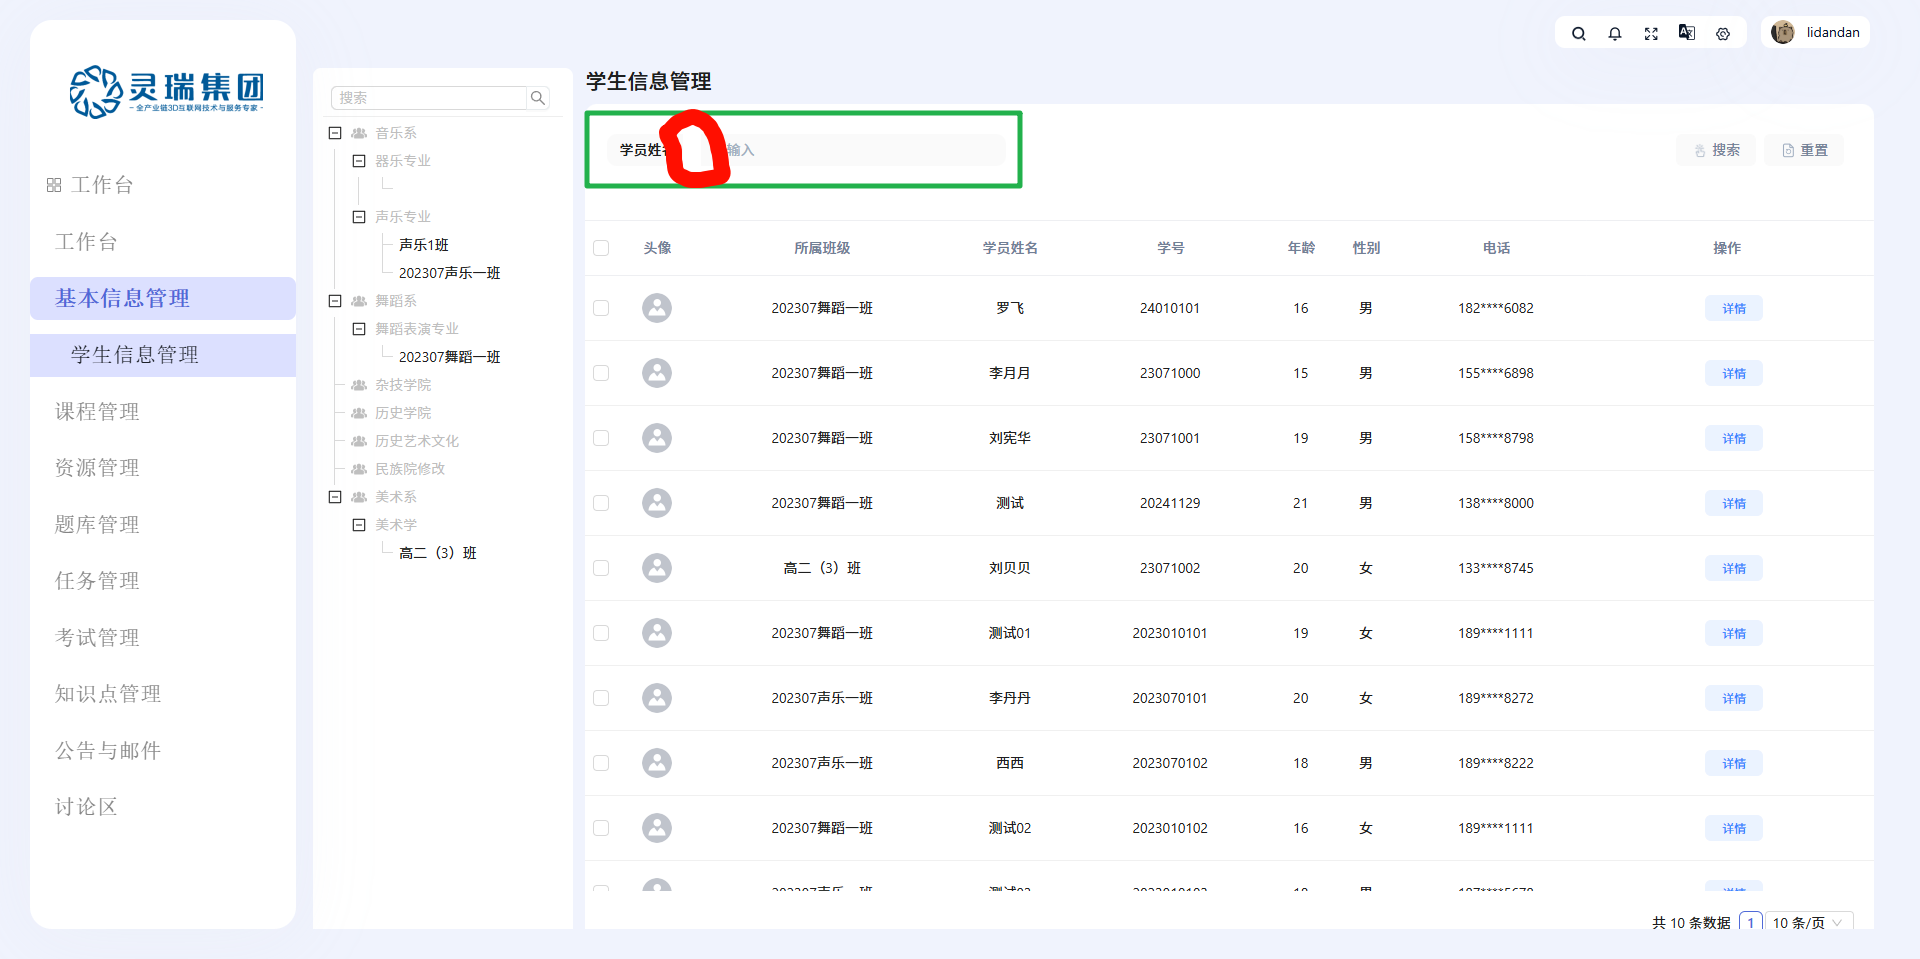 lidandan
灵瑞集团
- 全产业链3D互联网技术与服务专家 -
工作台
工作台
基本信息管理
学生信息管理
课程管理
资源管理
题库管理
任务管理
考试管理
知识点管理
公告与邮件
讨论区
搜索
音乐系
器乐专业
声乐专业
声乐1班
202307声乐一班
舞蹈系
舞蹈表演专业
202307舞蹈一班
杂技学院
历史学院
历史艺术文化
民族院修改
美术系
美术学
高二（3）班
学生信息管理
学员姓 输入 搜索 重置
头像 所属班级 学员姓名 学号 年龄 性别 电话 操作
202307舞蹈一班 罗飞 24010101 16 男 182****6082 详情
202307舞蹈一班 李月月 23071000 15 男 155****6898 详情
202307舞蹈一班 刘宪华 23071001 19 男 158****8798 详情
202307舞蹈一班 测试 20241129 21 男 138****8000 详情
高二（3）班 刘贝贝 23071002 20 女 133****8745 详情
202307舞蹈一班 测试01 2023010101 19 女 189****1111 详情
202307声乐一班 李丹丹 2023070101 20 女 189****8272 详情
202307声乐一班 西西 2023070102 18 男 189****8222 详情
202307舞蹈一班 测试02 2023010102 16 女 189****1111 详情
共 10 条数据 1 10 条/页